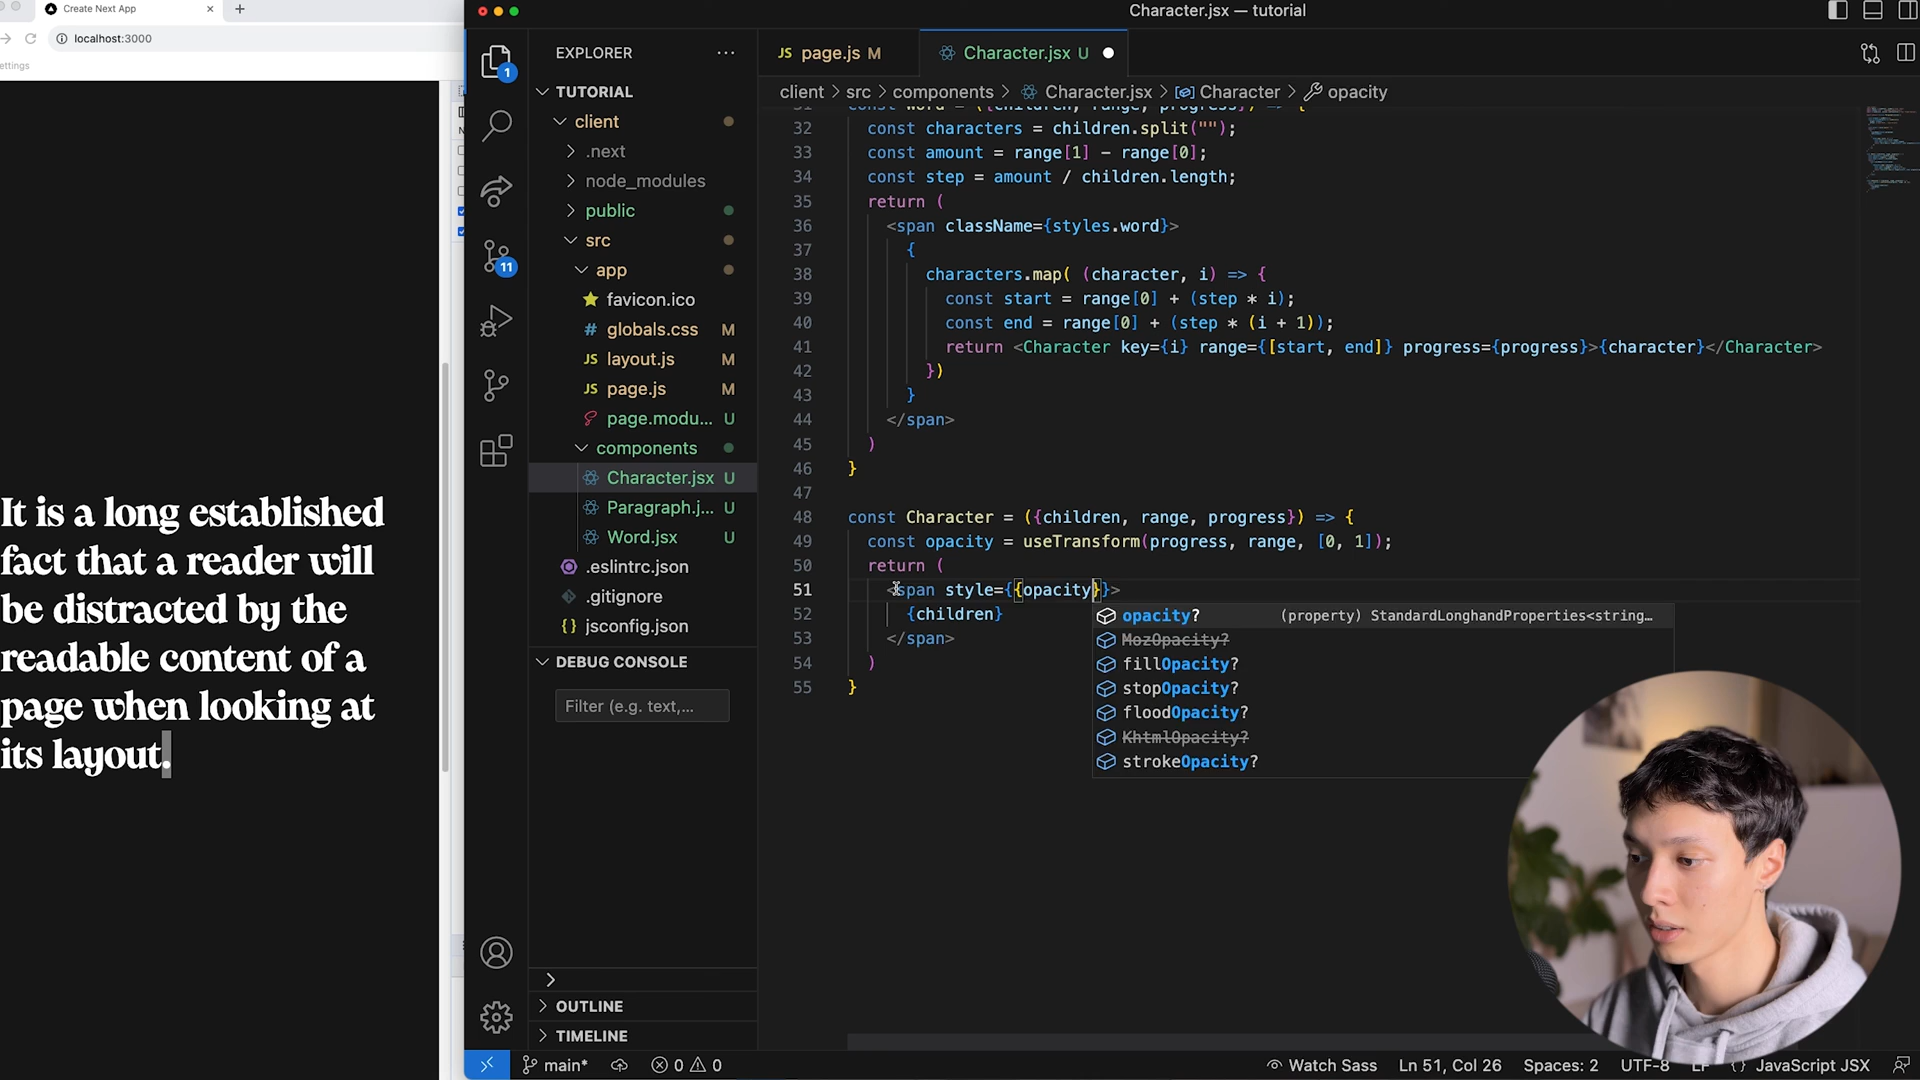 Create Next App
localhost:3000
ettings
It is a long established
fact that a reader will
be distracted by the
readable content of a
page when looking at
its layout.
Character.jsx — tutorial
EXPLORER
TUTORIAL
client
.next
node_modules
public
src
app
favicon.ico
globals.css M
layout.js M
page.js M
page.modu... U
components
Character.jsx U
Paragraph.j... U
Word.jsx U
.eslintrc.json
.gitignore
jsconfig.json
DEBUG CONSOLE
Filter (e.g. text,...
OUTLINE
TIMELINE
1
11
JS page.js M
Character.jsx U
client > src > components > Character.jsx > Character > opacity
32 const characters = children.split("");
33 const amount = range[1] - range[0];
34 const step = amount / children.length;
35 return (
36 <span className={styles.word}>
37 {
38 characters.map( (character, i) => {
39 const start = range[0] + (step * i);
40 const end = range[0] + (step * (i + 1));
41 return <Character key={i} range={[start, end]} progress={progress}>{character}</Character>
42 })
43 }
44 </span>
45 )
46 }
47
48 const Character = ({children, range, progress}) => {
49 const opacity = useTransform(progress, range, [0, 1]);
50 return (
51 <span style={{opacity}}>
52 {children}
53 </span>
54 )
55 }
opacity? (property) StandardLonghandProperties<string...
MozOpacity?
fillOpacity?
stopOpacity?
floodOpacity?
KhtmlOpacity?
strokeOpacity?
main* 0 0 Watch Sass Ln 51, Col 26 Spaces: 2 UTF-8 LF {} JavaScript JSX